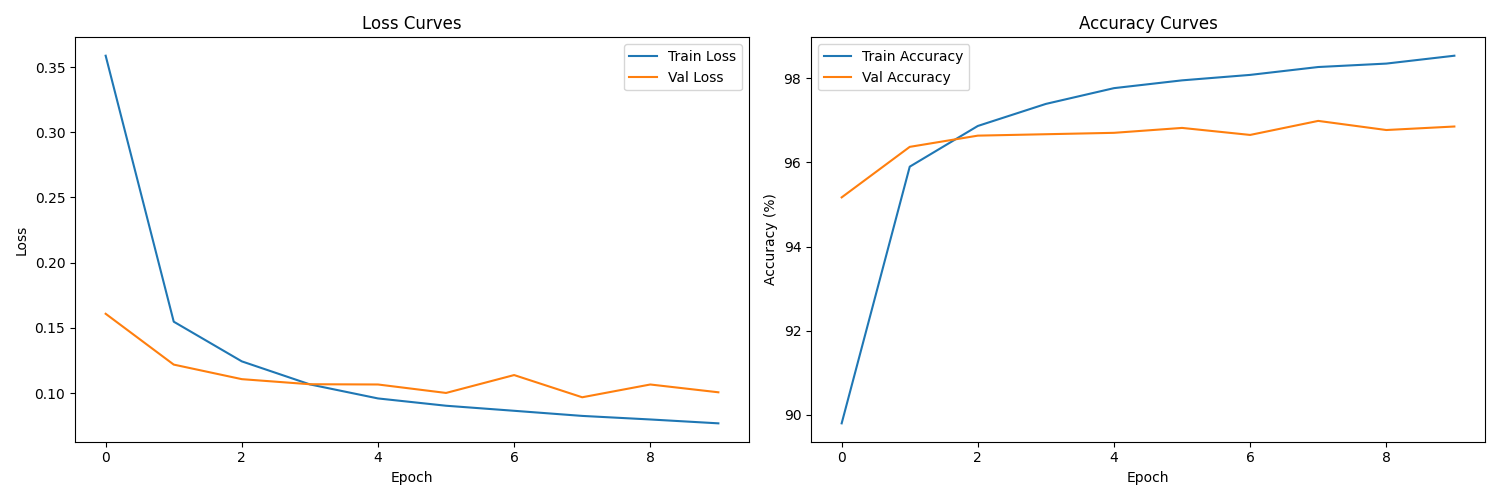 Loss Curves
Train Loss
Val Loss
0.35
0.30
0.25
0.20
0.15
0.10
Loss
0 2 4 6 8
Epoch
Accuracy Curves
Train Accuracy
Val Accuracy
98
96
94
92
90
Accuracy (%)
0 2 4 6 8
Epoch